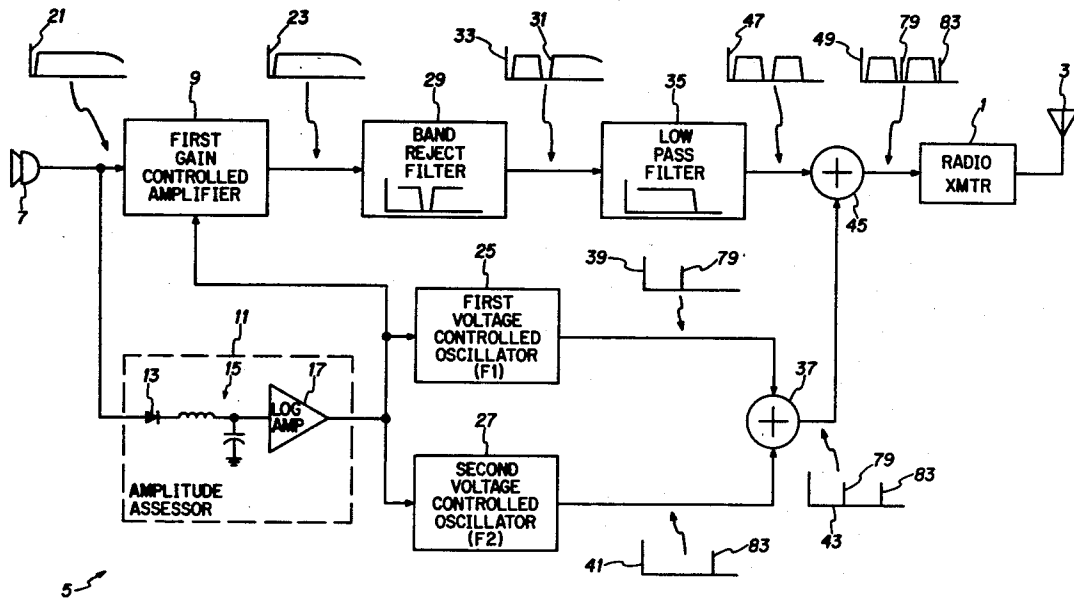 21
23
33
31
47
49
79
83
3
9
29
35
1
FIRST
GAIN
CONTROLLED
AMPLIFIER
BAND
REJECT
FILTER
LOW
PASS
FILTER
RADIO
XMTR
7
45
25
39
79
FIRST
VOLTAGE
CONTROLLED
OSCILLATOR
(F1)
11
13
15
17
LOG
AMP
37
27
SECOND
VOLTAGE
CONTROLLED
OSCILLATOR
(F2)
79
83
43
AMPLITUDE
ASSESSOR
41
83
5